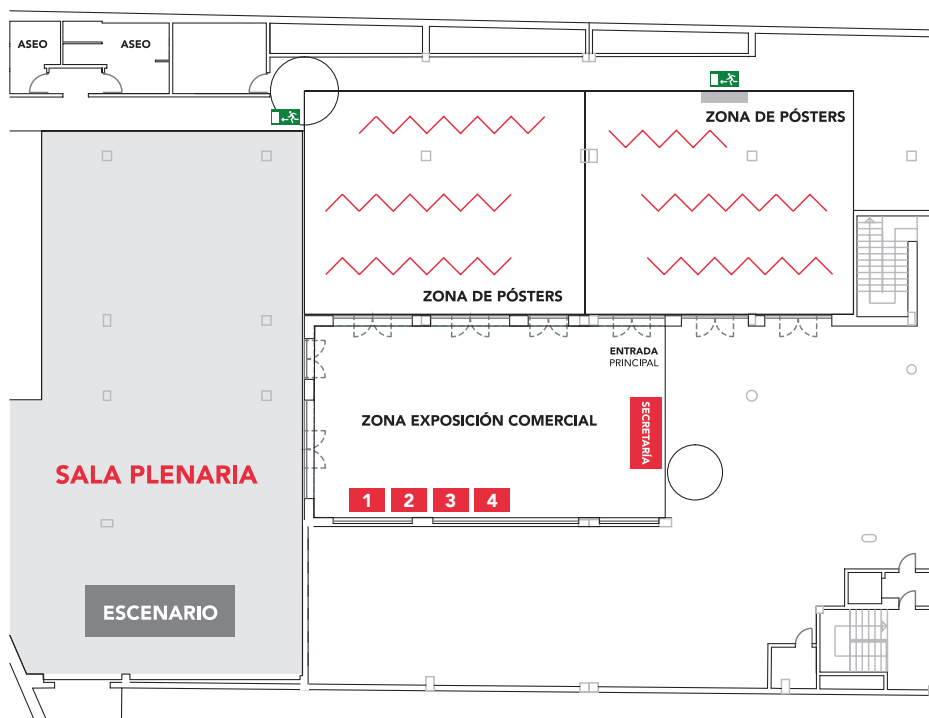 ASEO
ASEO
ZONA DE PÓSTERS
ZONA DE PÓSTERS
ENTRADA
PRINCIPAL
ZONA EXPOSICIÓN COMERCIAL
SECRETARÍA
SALA PLENARIA
1
2
3
4
ESCENARIO